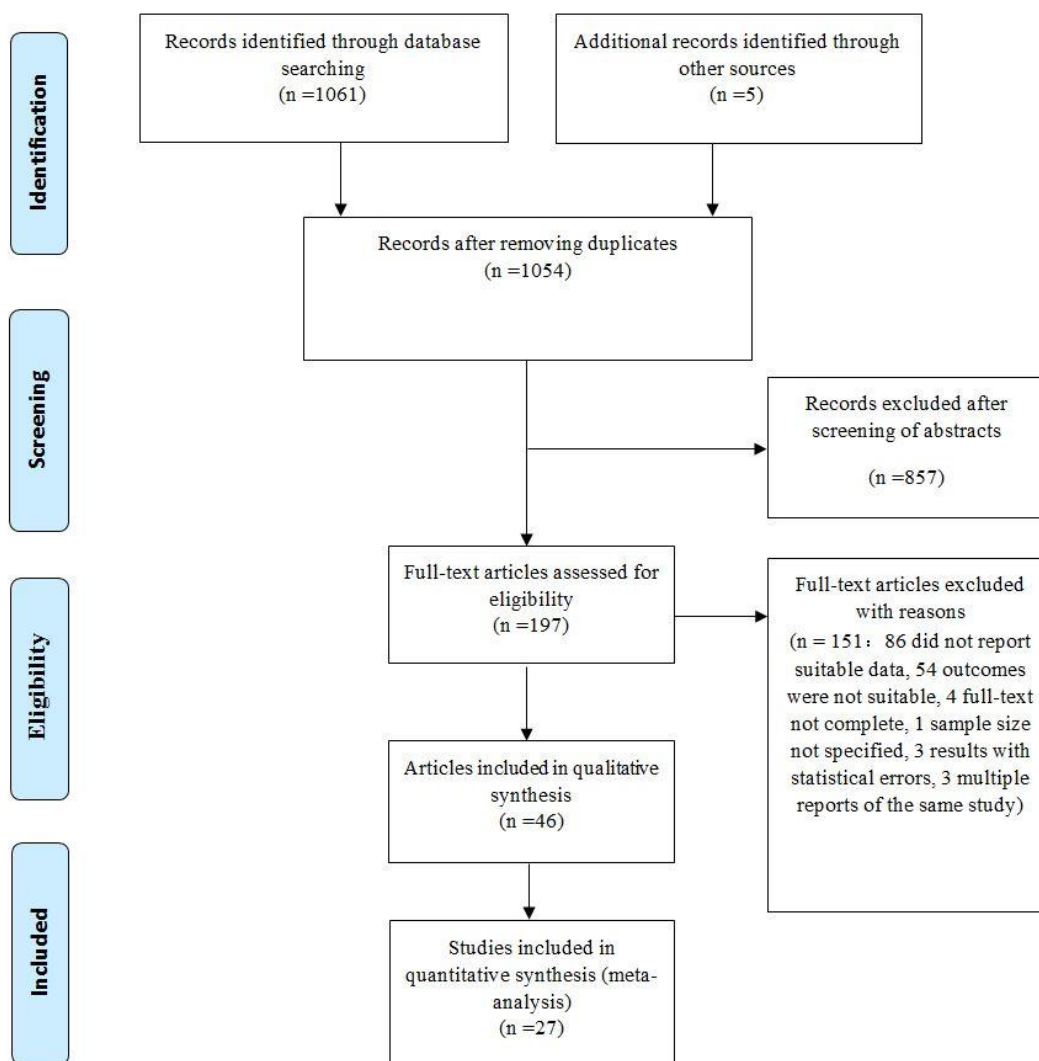 Identification
Records identified through database
searching
(n =1061)
Additional records identified through
other sources
(n =5)
Records after removing duplicates
(n =1054)
Screening
Records excluded after
screening of abstracts
(n =857)
Eligibility
Full-text articles assessed for
eligibility
(n =197)
Full-text articles excluded
with reasons
(n = 151：86 did not report
suitable data, 54 outcomes
were not suitable, 4 full-text
not complete, 1 sample size
not specified, 3 results with
statistical errors, 3 multiple
reports of the same study)
Articles included in qualitative
synthesis
(n =46)
Included
Studies included in
quantitative synthesis (meta-
analysis)
(n =27)